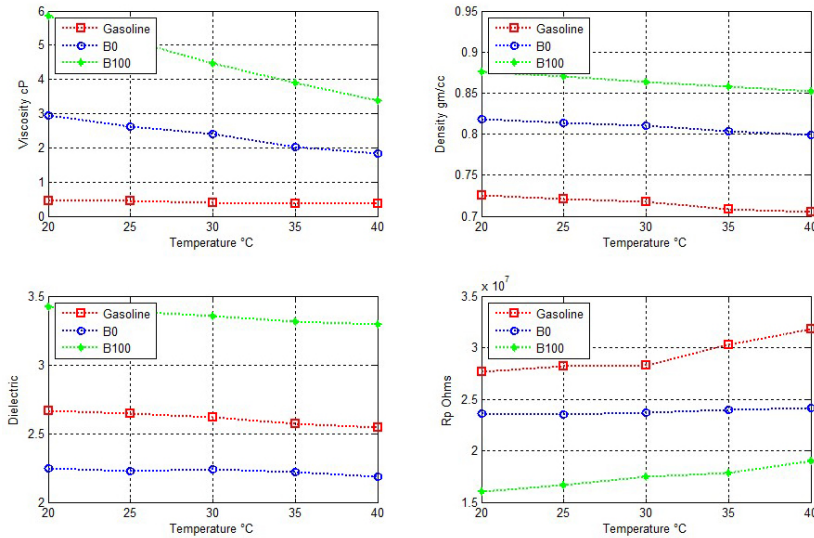 6
5
4
3
2
1
0
Viscosity cP
Gasoline
B0
B100
20 25 30 35 40
Temperature °C
0.95
0.9
0.85
0.8
0.75
0.7
Density gm/cc
Gasoline
B0
B100
20 25 30 35 40
Temperature °C
3.5
3
2.5
2
Dielectric
Gasoline
B0
B100
20 25 30 35 40
Temperature °C
x 10^7
3.5
3
2.5
2
1.5
Rp Ohms
Gasoline
B0
B100
20 25 30 35 40
Temperature °C